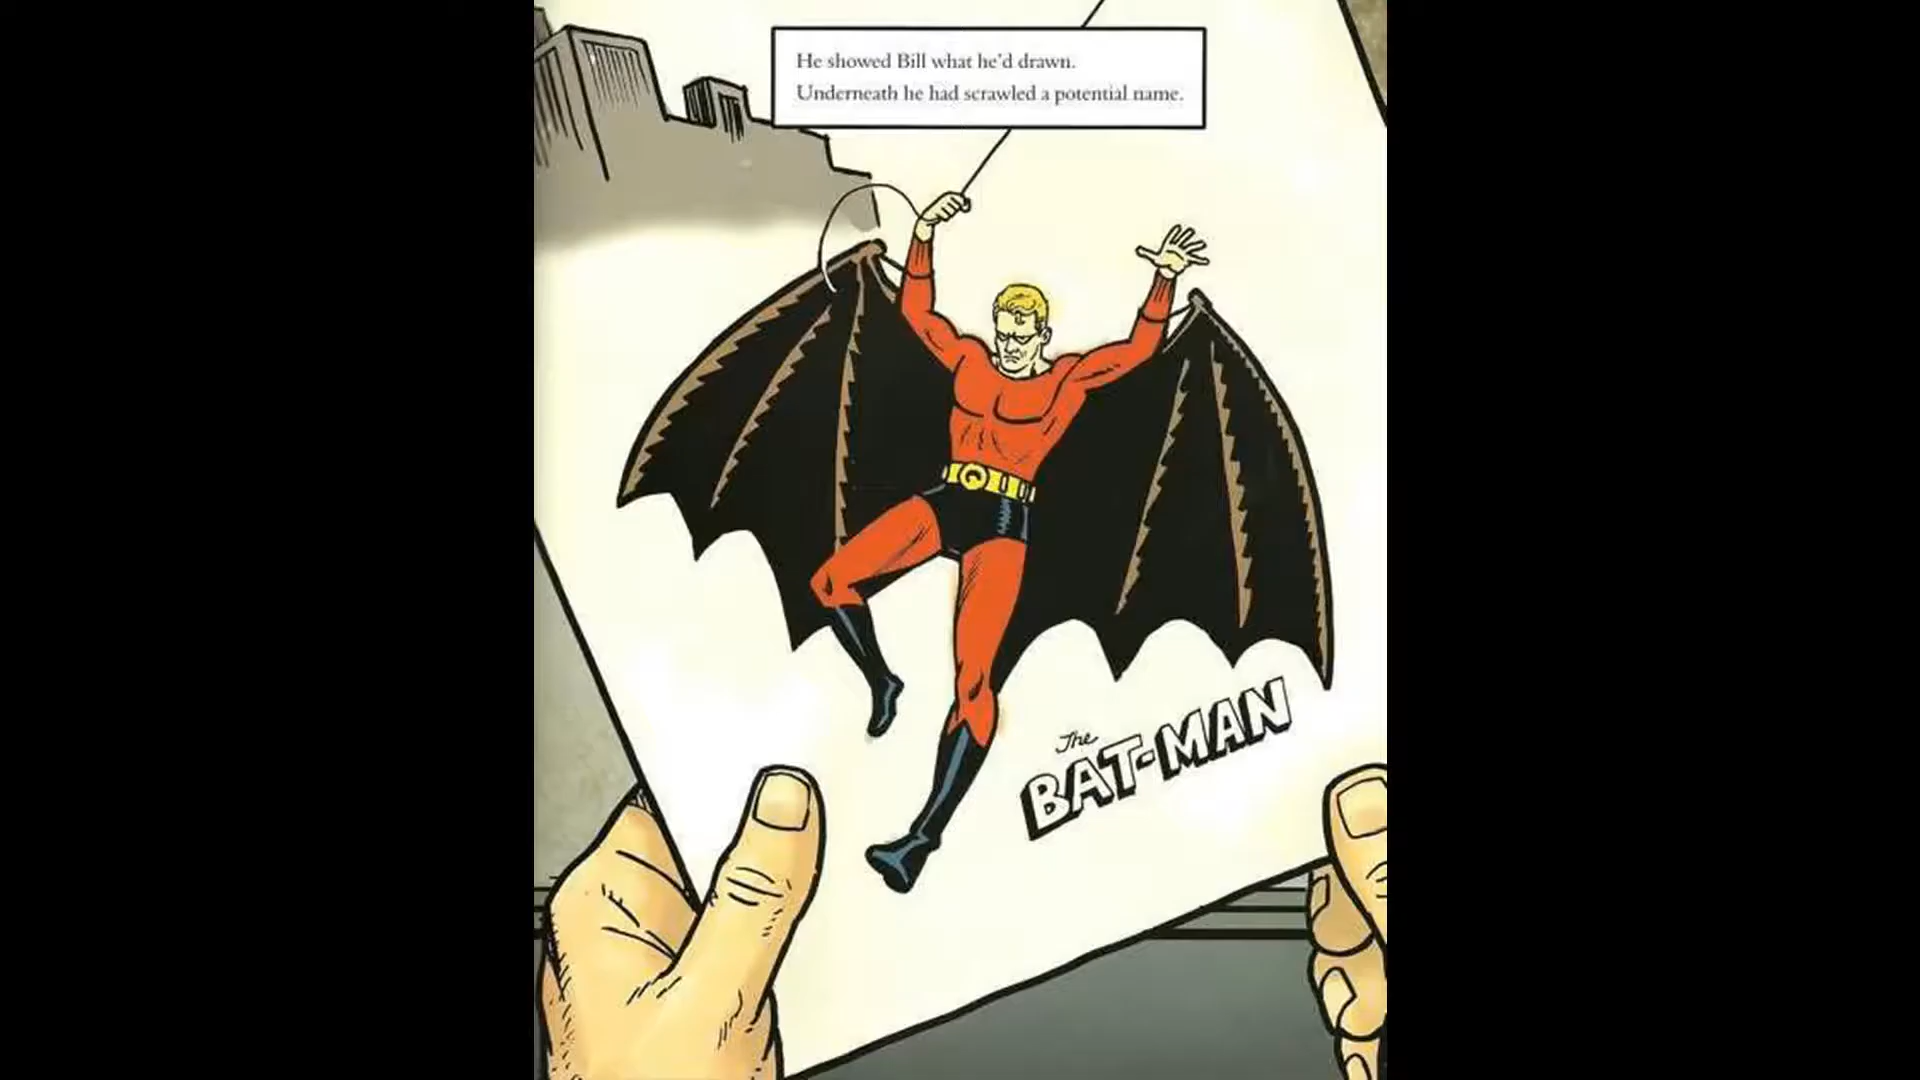 He showed Bill what he'd drawn.
Underneath he had scrawled a potential name.
The
BAT-MAN